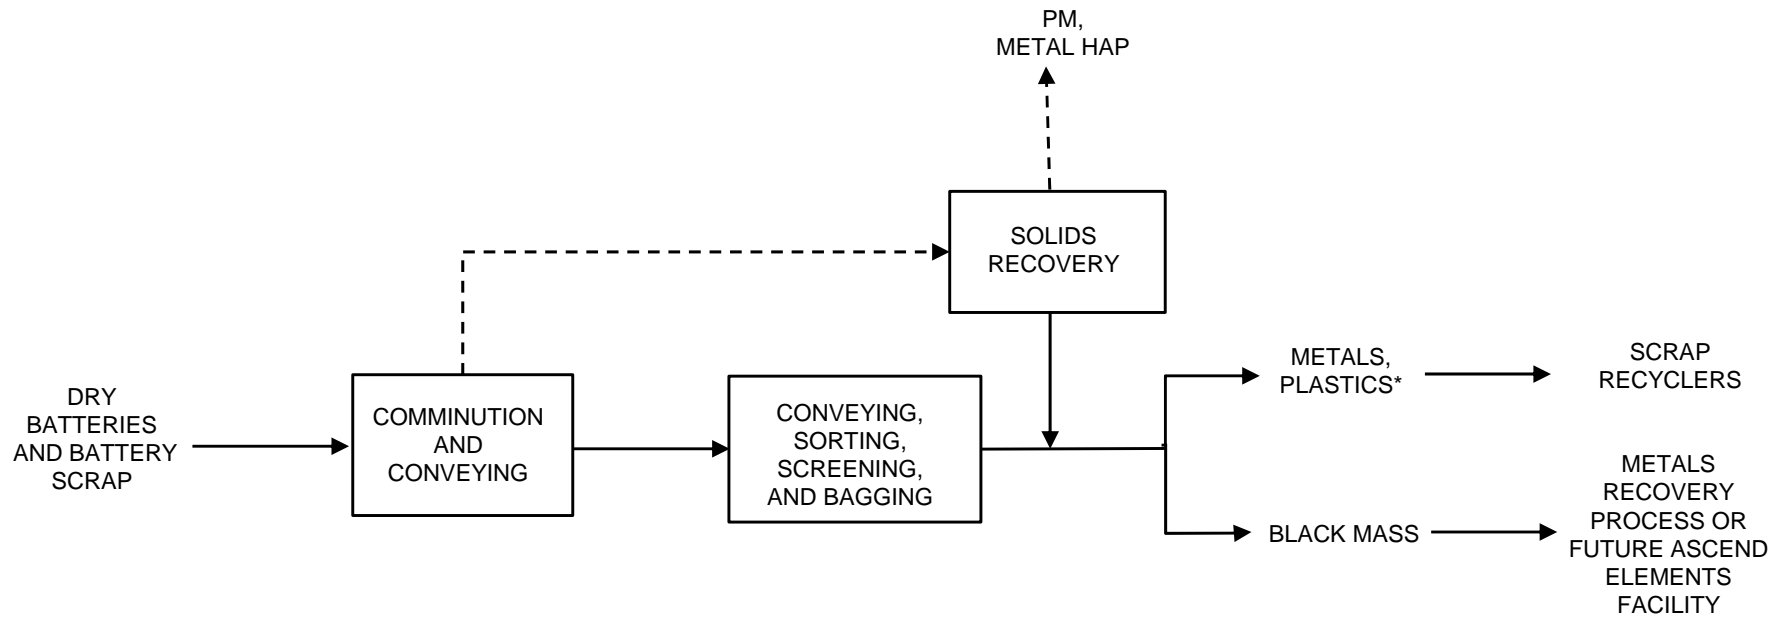 PM,
METAL HAP
SOLIDS
RECOVERY
DRY
BATTERIES
AND BATTERY
SCRAP
COMMINUTION
AND
CONVEYING
CONVEYING,
SORTING,
SCREENING,
AND BAGGING
METALS,
PLASTICS*
SCRAP
RECYCLERS
BLACK MASS
METALS
RECOVERY
PROCESS OR
FUTURE ASCEND
ELEMENTS
FACILITY